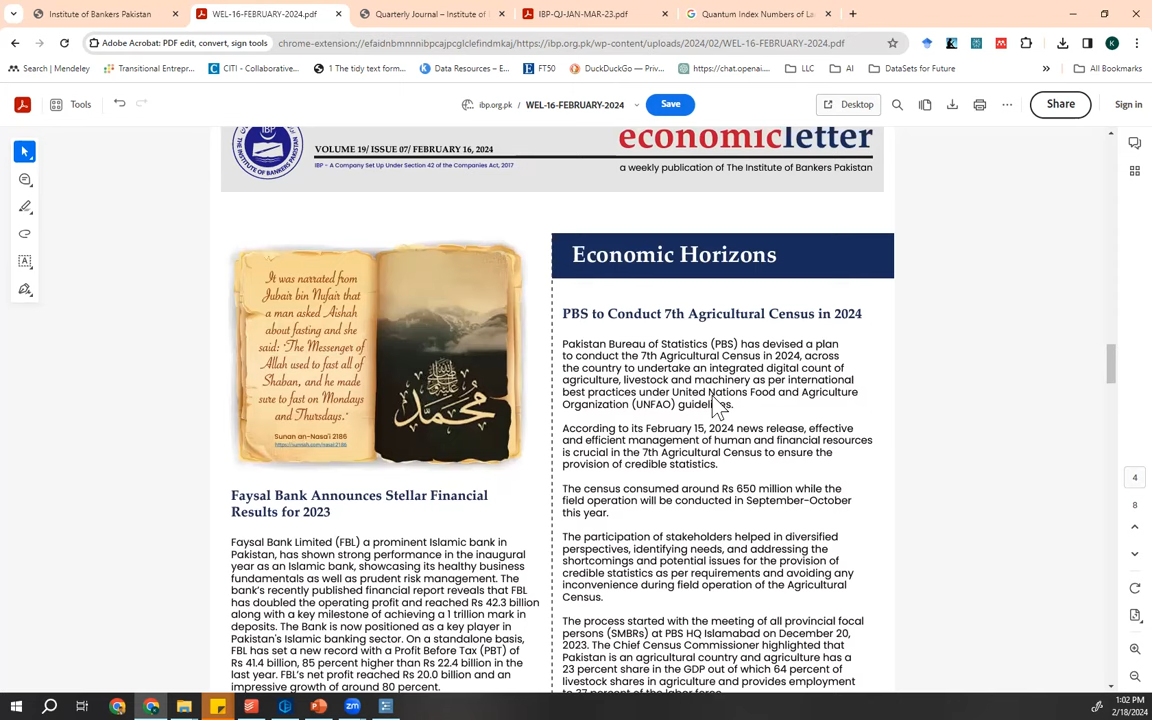 Institute of Bankers Pakistan
WEL-16-FEBRUARY-2024.pdf
Quarterly Journal – Institute of
IBP-QJ-JAN-MAR-23.pdf
Quantum Index Numbers of La
Adobe Acrobat: PDF edit, convert, sign tools
chrome-extension://efaidnbmnnnibpcajpcglclefindmkaj/https://ibp.org.pk/wp-content/uploads/2024/02/WEL-16-FEBRUARY-2024.pdf
K
Search | Mendeley
Transitional Entrepr...
CITI - Collaborative...
1 The tidy text form...
Data Resources – E...
FT50
DuckDuckGo — Priv...
https://chat.openai...
LLC
AI
DataSets for Future
All Bookmarks
Tools
ibp.org.pk
WEL-16-FEBRUARY-2024
Save
Desktop
Share
Sign in
IBP
VOLUME 19/ ISSUE 07/ FEBRUARY 16, 2024
IBP - A Company Set Up Under Section 42 of the Companies Act, 2017
economicletter
a weekly publication of The Institute of Bankers Pakistan
It was narrated from
Jubair bin Nufair that
a man asked Aishah
about fasting and she
said: "The Messenger of
Allah used to fast all of
Shaban, and he made
sure to fast on Mondays
and Thursdays."
Sunan an-Nasa'i 2186
https://sunnah.com/nasai:2186
محمد
Faysal Bank Announces Stellar Financial
Results for 2023
Faysal Bank Limited (FBL) a prominent Islamic bank in
Pakistan, has shown strong performance in the inaugural
year as an Islamic bank, showcasing its healthy business
fundamentals as well as prudent risk management. The
bank's recently published financial report reveals that FBL
has doubled the operating profit and reached Rs 42.3 billion
along with a key milestone of achieving a 1 trillion mark in
deposits. The Bank is now positioned as a key player in
Pakistan's Islamic banking sector. On a standalone basis,
FBL has set a new record with a Profit Before Tax (PBT) of
Rs 41.4 billion, 85 percent higher than Rs 22.4 billion in the
last year. FBL's net profit reached Rs 20.0 billion and an
impressive growth of around 80 percent.
Economic Horizons
PBS to Conduct 7th Agricultural Census in 2024
Pakistan Bureau of Statistics (PBS) has devised a plan
to conduct the 7th Agricultural Census in 2024, across
the country to undertake an integrated digital count of
agriculture, livestock and machinery as per international
best practices under United Nations Food and Agriculture
Organization (UNFAO) guidelines.
According to its February 15, 2024 news release, effective
and efficient management of human and financial resources
is crucial in the 7th Agricultural Census to ensure the
provision of credible statistics.
The census consumed around Rs 650 million while the
field operation will be conducted in September-October
this year.
The participation of stakeholders helped in diversified
perspectives, identifying needs, and addressing the
shortcomings and potential issues for the provision of
credible statistics as per requirements and avoiding any
inconvenience during field operation of the Agricultural
Census.
The process started with the meeting of all provincial focal
persons (SMBRs) at PBS HQ Islamabad on December 20,
2023. The Chief Census Commissioner highlighted that
Pakistan is an agricultural country and agriculture has a
23 percent share in the GDP out of which 64 percent of
livestock shares in agriculture and provides employment
to 37 percent of the labor force.
4
8
1:02 PM
2/18/2024